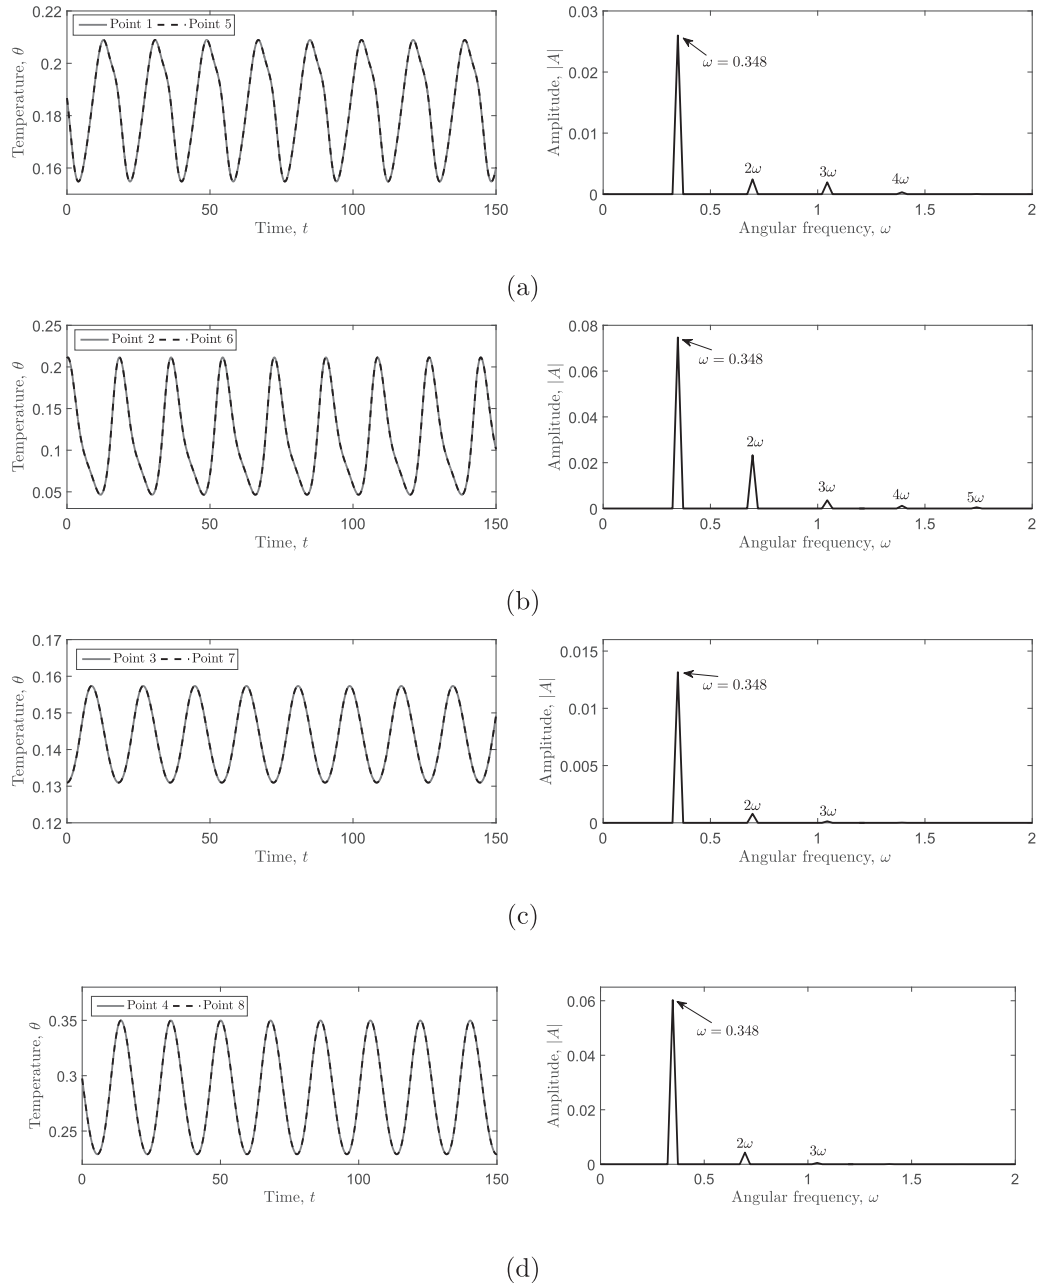 0.22
0.2
0.18
0.16
Temperature, θ
Point 1 Point 5
0 50 100 150
Time, t
0.03
0.02
0.01
0
Amplitude, |A|
ω = 0.348
2ω 3ω 4ω
0 0.5 1 1.5 2
Angular frequency, ω
(a)
0.25
0.2
0.15
0.1
0.05
Temperature, θ
Point 2 Point 6
0 50 100 150
Time, t
0.08
0.06
0.04
0.02
0
Amplitude, |A|
ω = 0.348
2ω
3ω 4ω 5ω
0 0.5 1 1.5 2
Angular frequency, ω
(b)
0.17
0.16
0.15
0.14
0.13
0.12
Temperature, θ
Point 3 Point 7
0 50 100 150
Time, t
0.015
0.01
0.005
0
Amplitude, |A|
ω = 0.348
2ω 3ω
0 0.5 1 1.5 2
Angular frequency, ω
(c)
0.35
0.3
0.25
Temperature, θ
Point 4 Point 8
0 50 100 150
Time, t
0.06
0.04
0.02
0
Amplitude, |A|
ω = 0.348
2ω 3ω
0 0.5 1 1.5 2
Angular frequency, ω
(d)